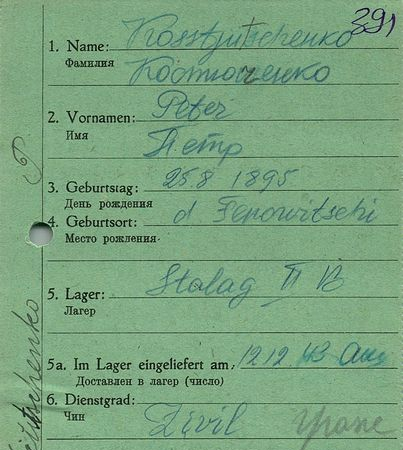 391
1. Name: Kosstjutschenko
Фамилия Костюченко
2. Vornamen: Peter
Имя Петр
3. Geburtstag: 25.8 1895
День рождения
4. Geburtsort: d
Место рождения
5. Lager: Stalag II B
Лагер
5a. Im Lager eingeliefert am, 12.12.43
Доставлен в лагер (число)
6. Dienstgrad: Zivil
Чин